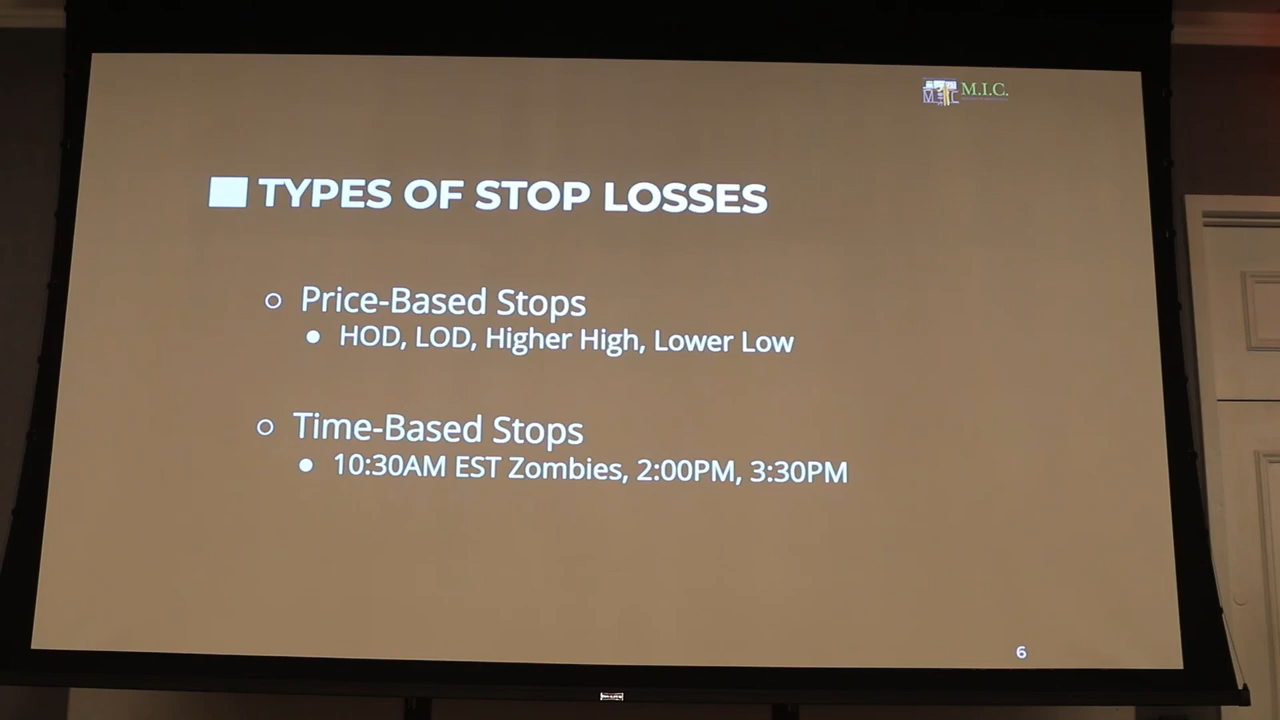 M.I.C.
TYPES OF STOP LOSSES
Price-Based Stops
HOD, LOD, Higher High, Lower Low
Time-Based Stops
10:30AM EST Zombies, 2:00PM, 3:30PM
6